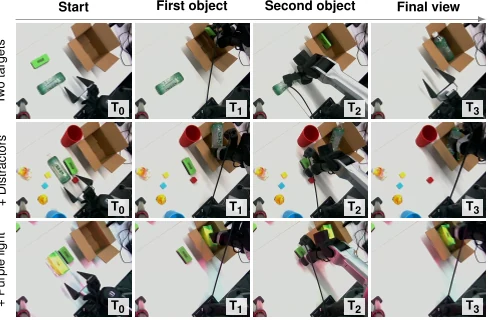 Start First object Second object Final view
Two targets
T0 T1 T2 T3
+ Distractors
T0 T1 T2 T3
+ Purple light
T0 T1 T2 T3